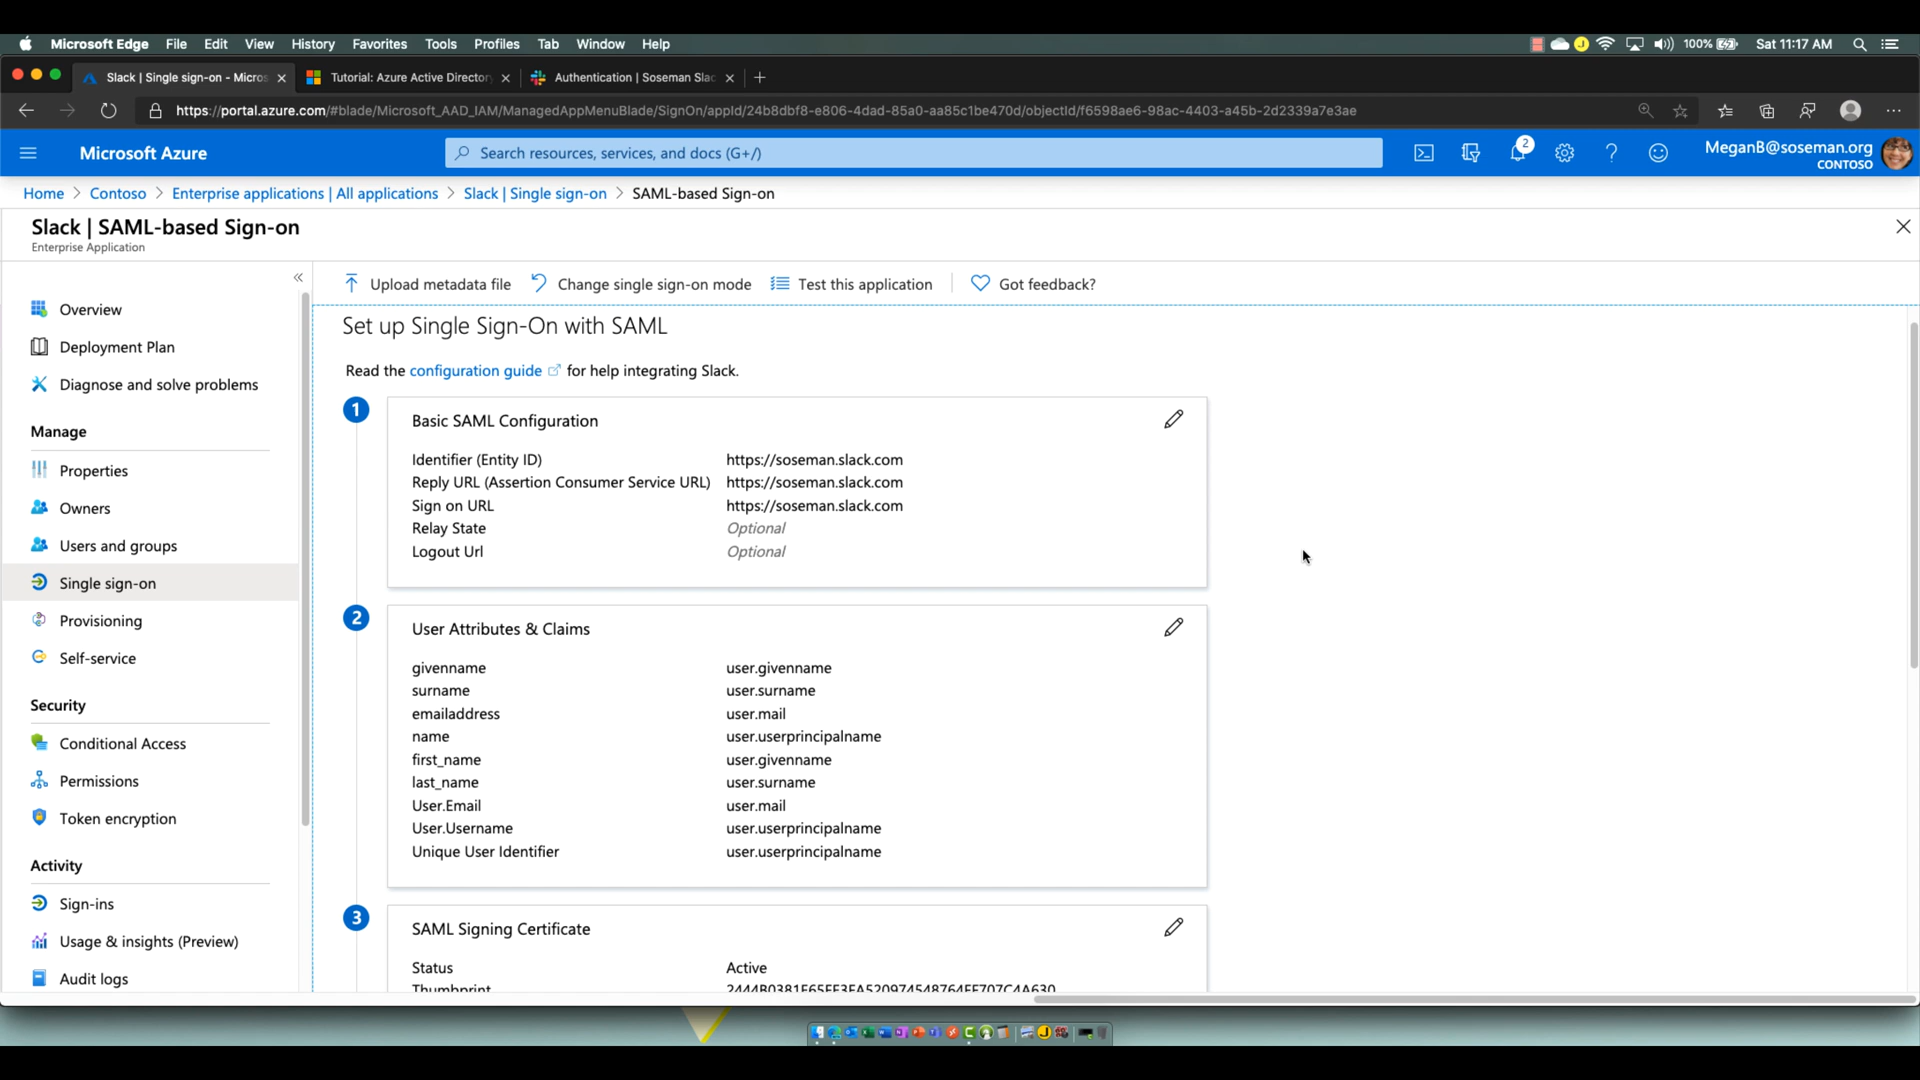 Microsoft Edge File Edit View History Favorites Tools Profiles Tab Window Help 100% Sat 11:17 AM
Slack | Single sign-on - Micros Tutorial: Azure Active Directory Authentication | Soseman Slac
https://portal.azure.com/#blade/Microsoft_AAD_IAM/ManagedAppMenuBlade/SignOn/appId/24b8dbf8-e806-4dad-85a0-aa85c1be470d/objectId/f6598ae6-98ac-4403-a45b-2d2339a7e3ae
Microsoft Azure Search resources, services, and docs (G+/) 2 MeganB@soseman.org
CONTOSO
Home > Contoso > Enterprise applications | All applications > Slack | Single sign-on > SAML-based Sign-on
Slack | SAML-based Sign-on
Enterprise Application
Upload metadata file Change single sign-on mode Test this application Got feedback?
Overview
Deployment Plan
Diagnose and solve problems
Manage
Properties
Owners
Users and groups
Single sign-on
Provisioning
Self-service
Security
Conditional Access
Permissions
Token encryption
Activity
Sign-ins
Usage & insights (Preview)
Audit logs
Set up Single Sign-On with SAML
Read the configuration guide for help integrating Slack.
1 Basic SAML Configuration
Identifier (Entity ID) https://soseman.slack.com
Reply URL (Assertion Consumer Service URL) https://soseman.slack.com
Sign on URL https://soseman.slack.com
Relay State Optional
Logout Url Optional
2 User Attributes & Claims
givenname user.givenname
surname user.surname
emailaddress user.mail
name user.userprincipalname
first_name user.givenname
last_name user.surname
User.Email user.mail
User.Username user.userprincipalname
Unique User Identifier user.userprincipalname
3 SAML Signing Certificate
Status Active
Thumbprint